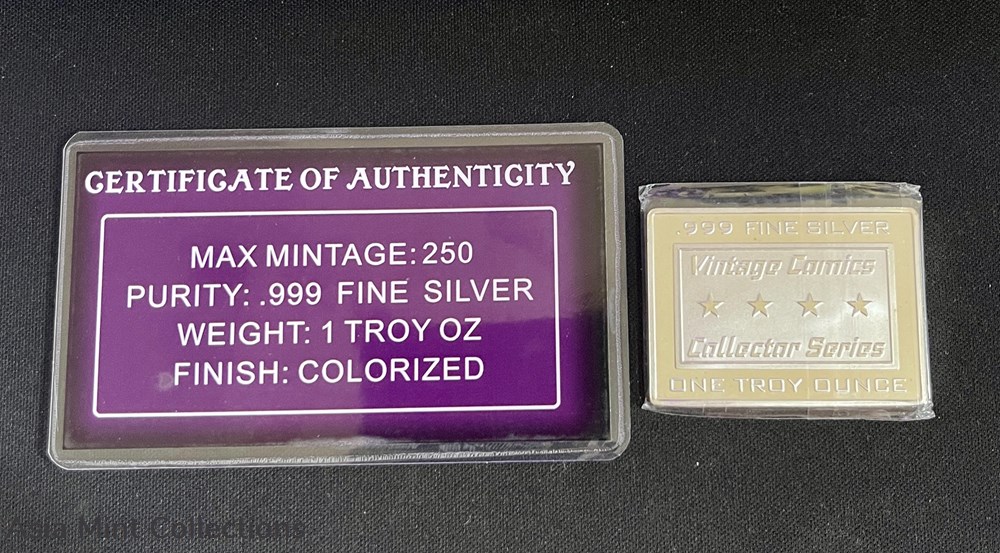 CERTIFICATE OF AUTHENTICITY
MAX MINTAGE: 250
PURITY: .999 FINE SILVER
WEIGHT: 1 TROY OZ
FINISH: COLORIZED
.999 FINE SILVER
Vintage Comics
Collector Series
ONE TROY OUNCE
Asia Mint Collections